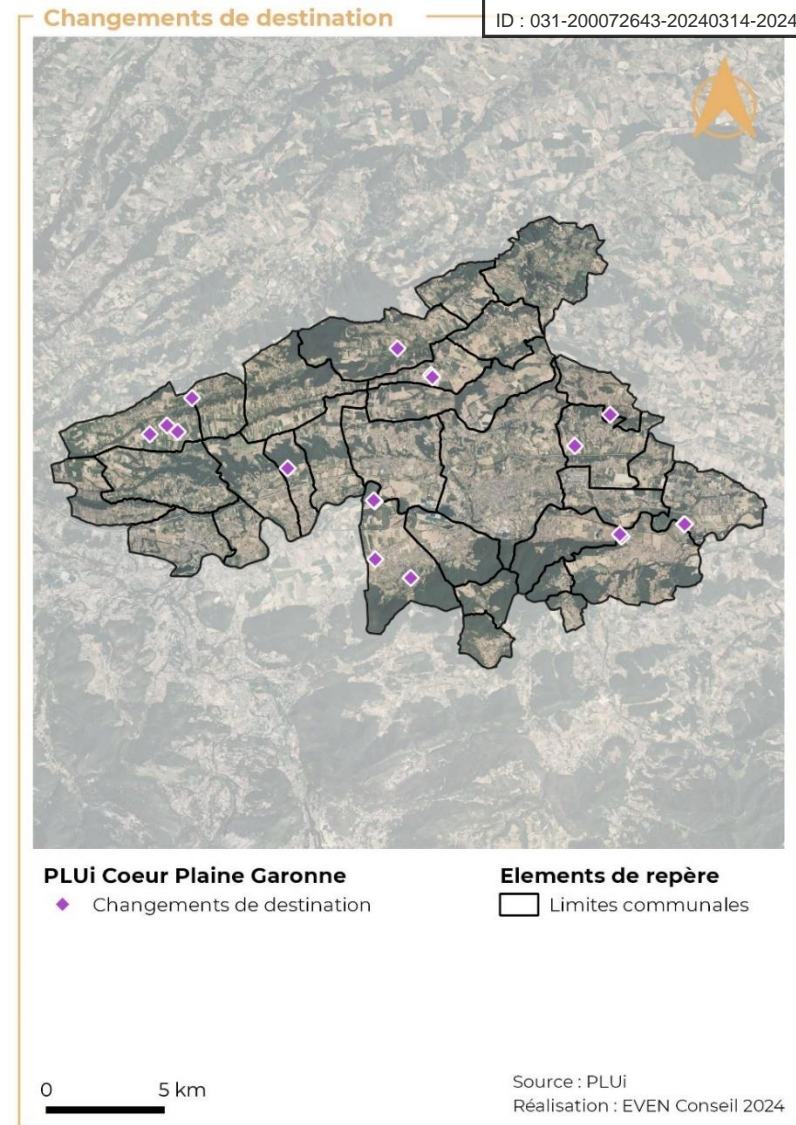 Changements de destination
ID : 031-200072643-20240314-2024
PLUi Coeur Plaine Garonne
Changements de destination
Elements de repère
Limites communales
0 5 km
Source : PLUi
Réalisation : EVEN Conseil 2024